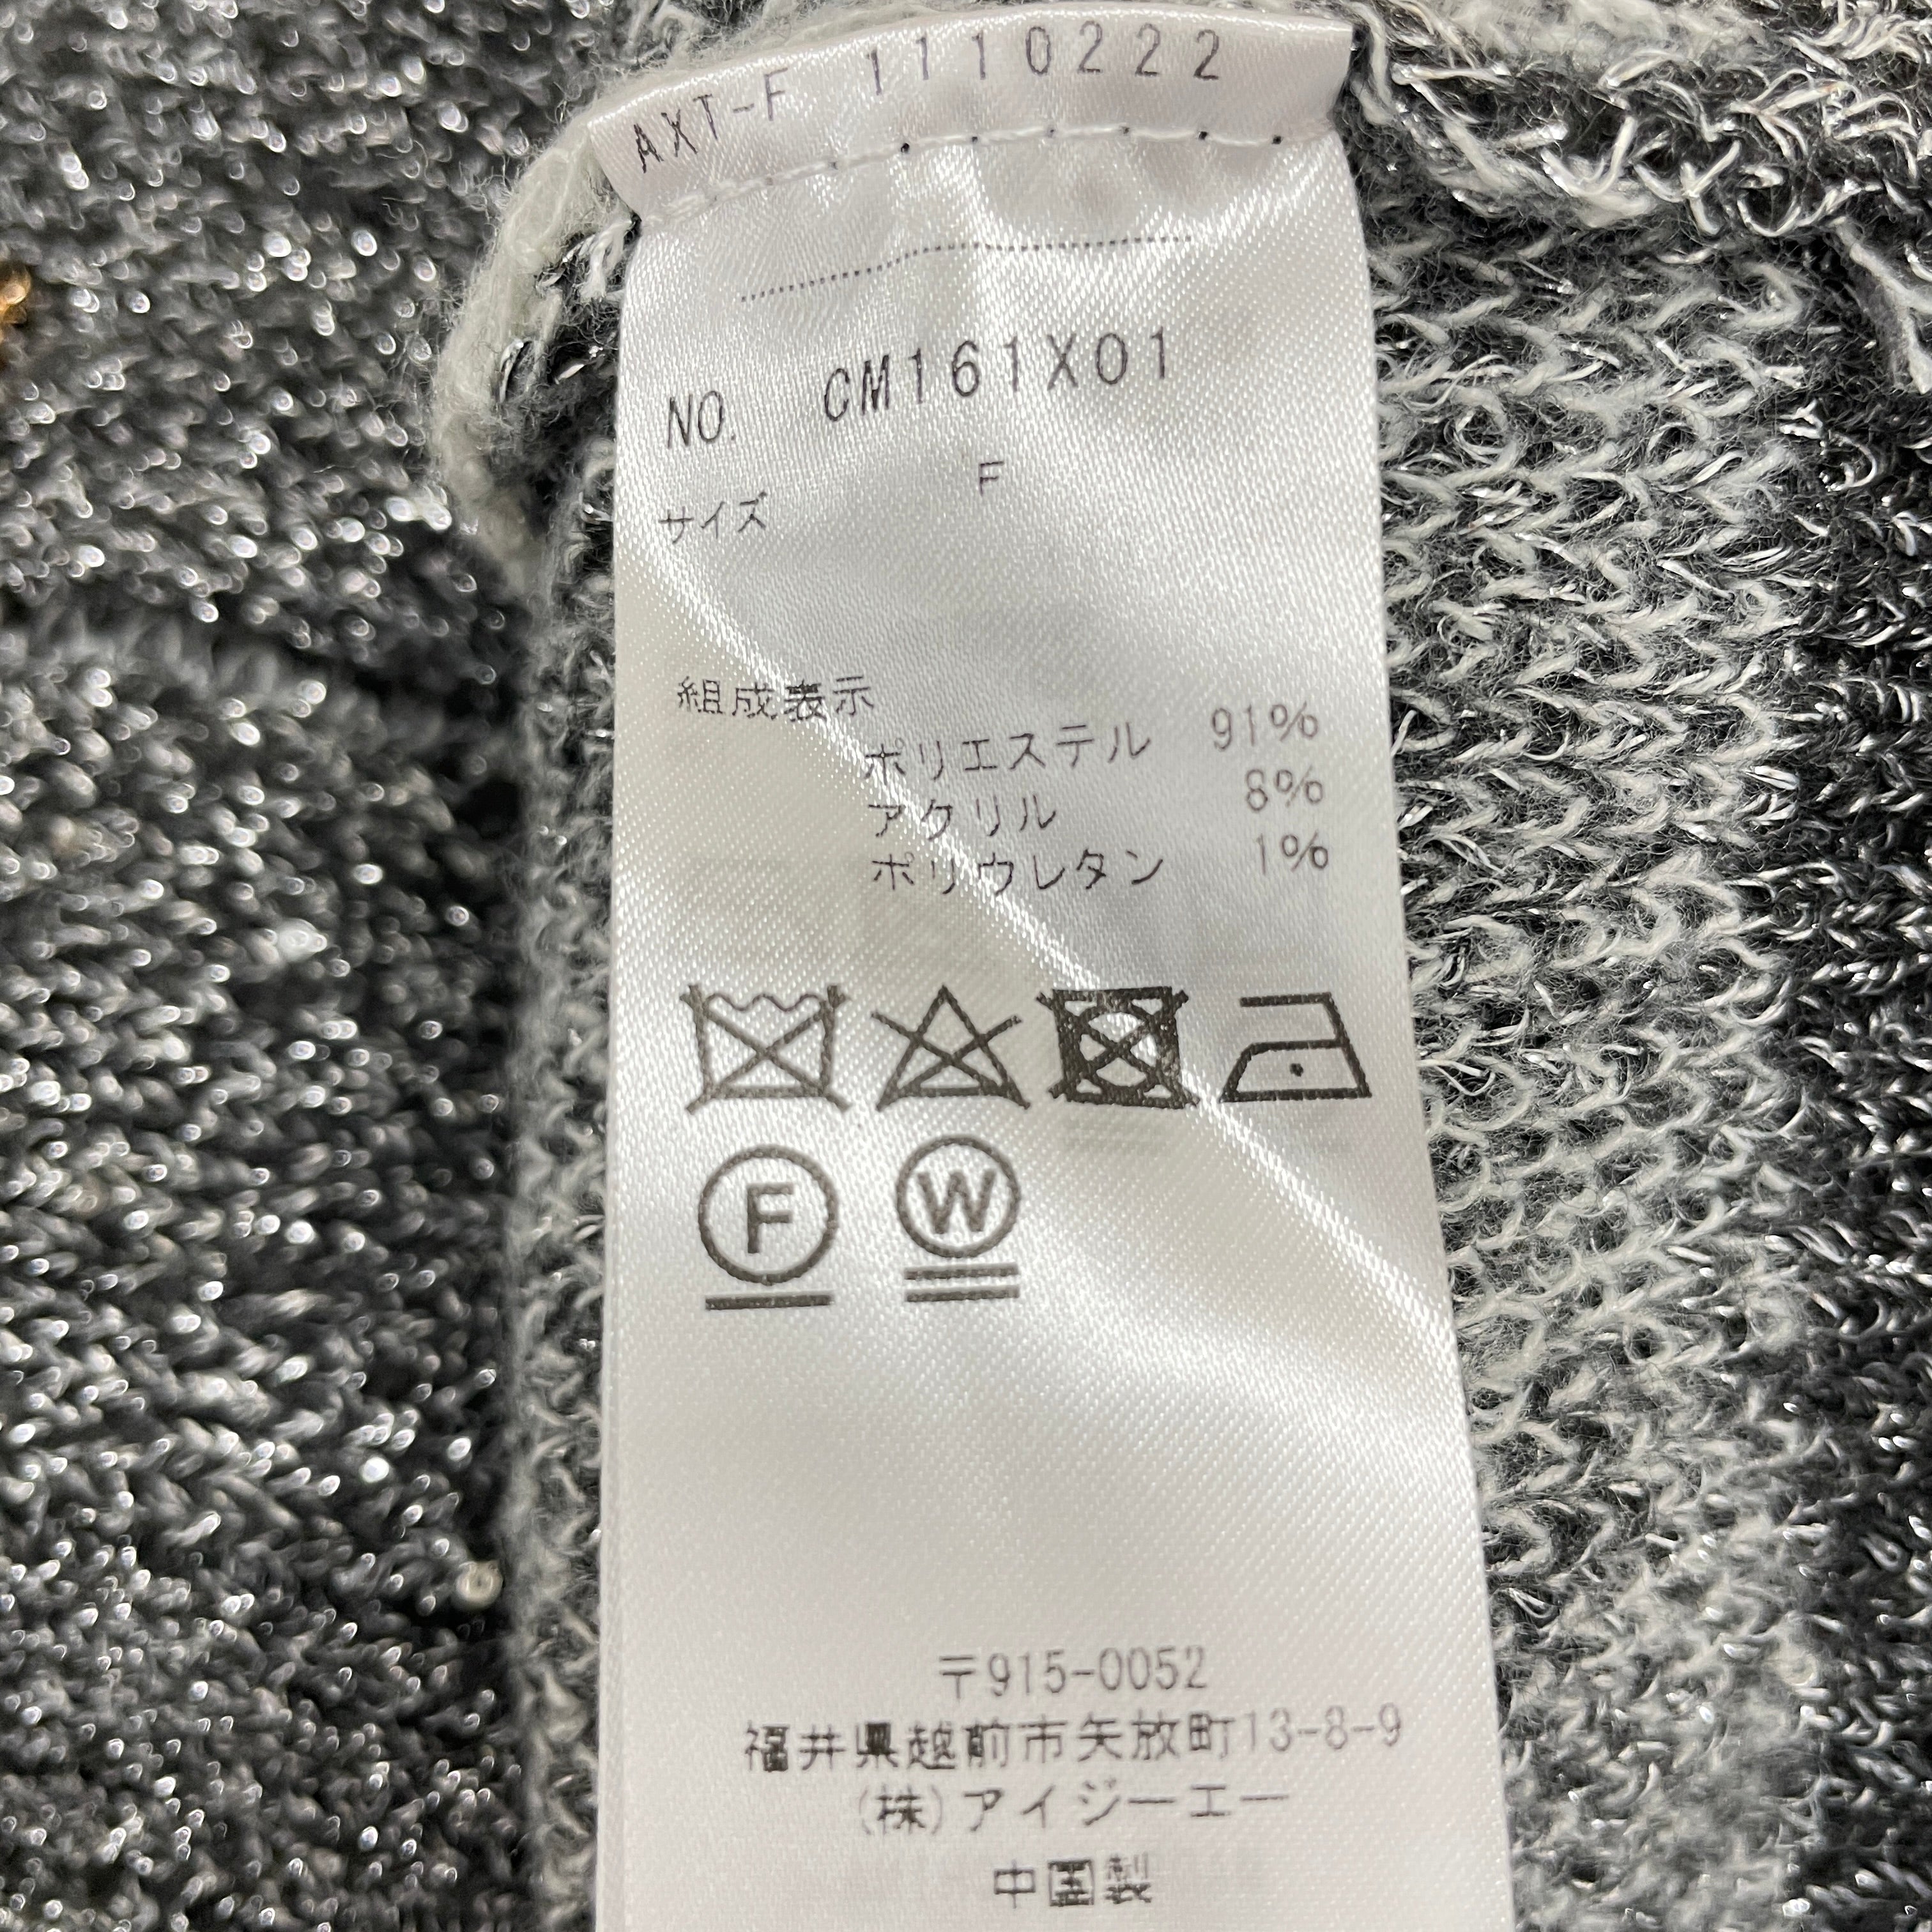 AXT-F 1110222
NO. CM161X01
サイズ F
組成表示
ポリエステル 91%
アクリル 8%
ポリウレタン 1%
F W
〒915-0052
福井県越前市矢放町13-8-9
(株)アイジーエー
中国製